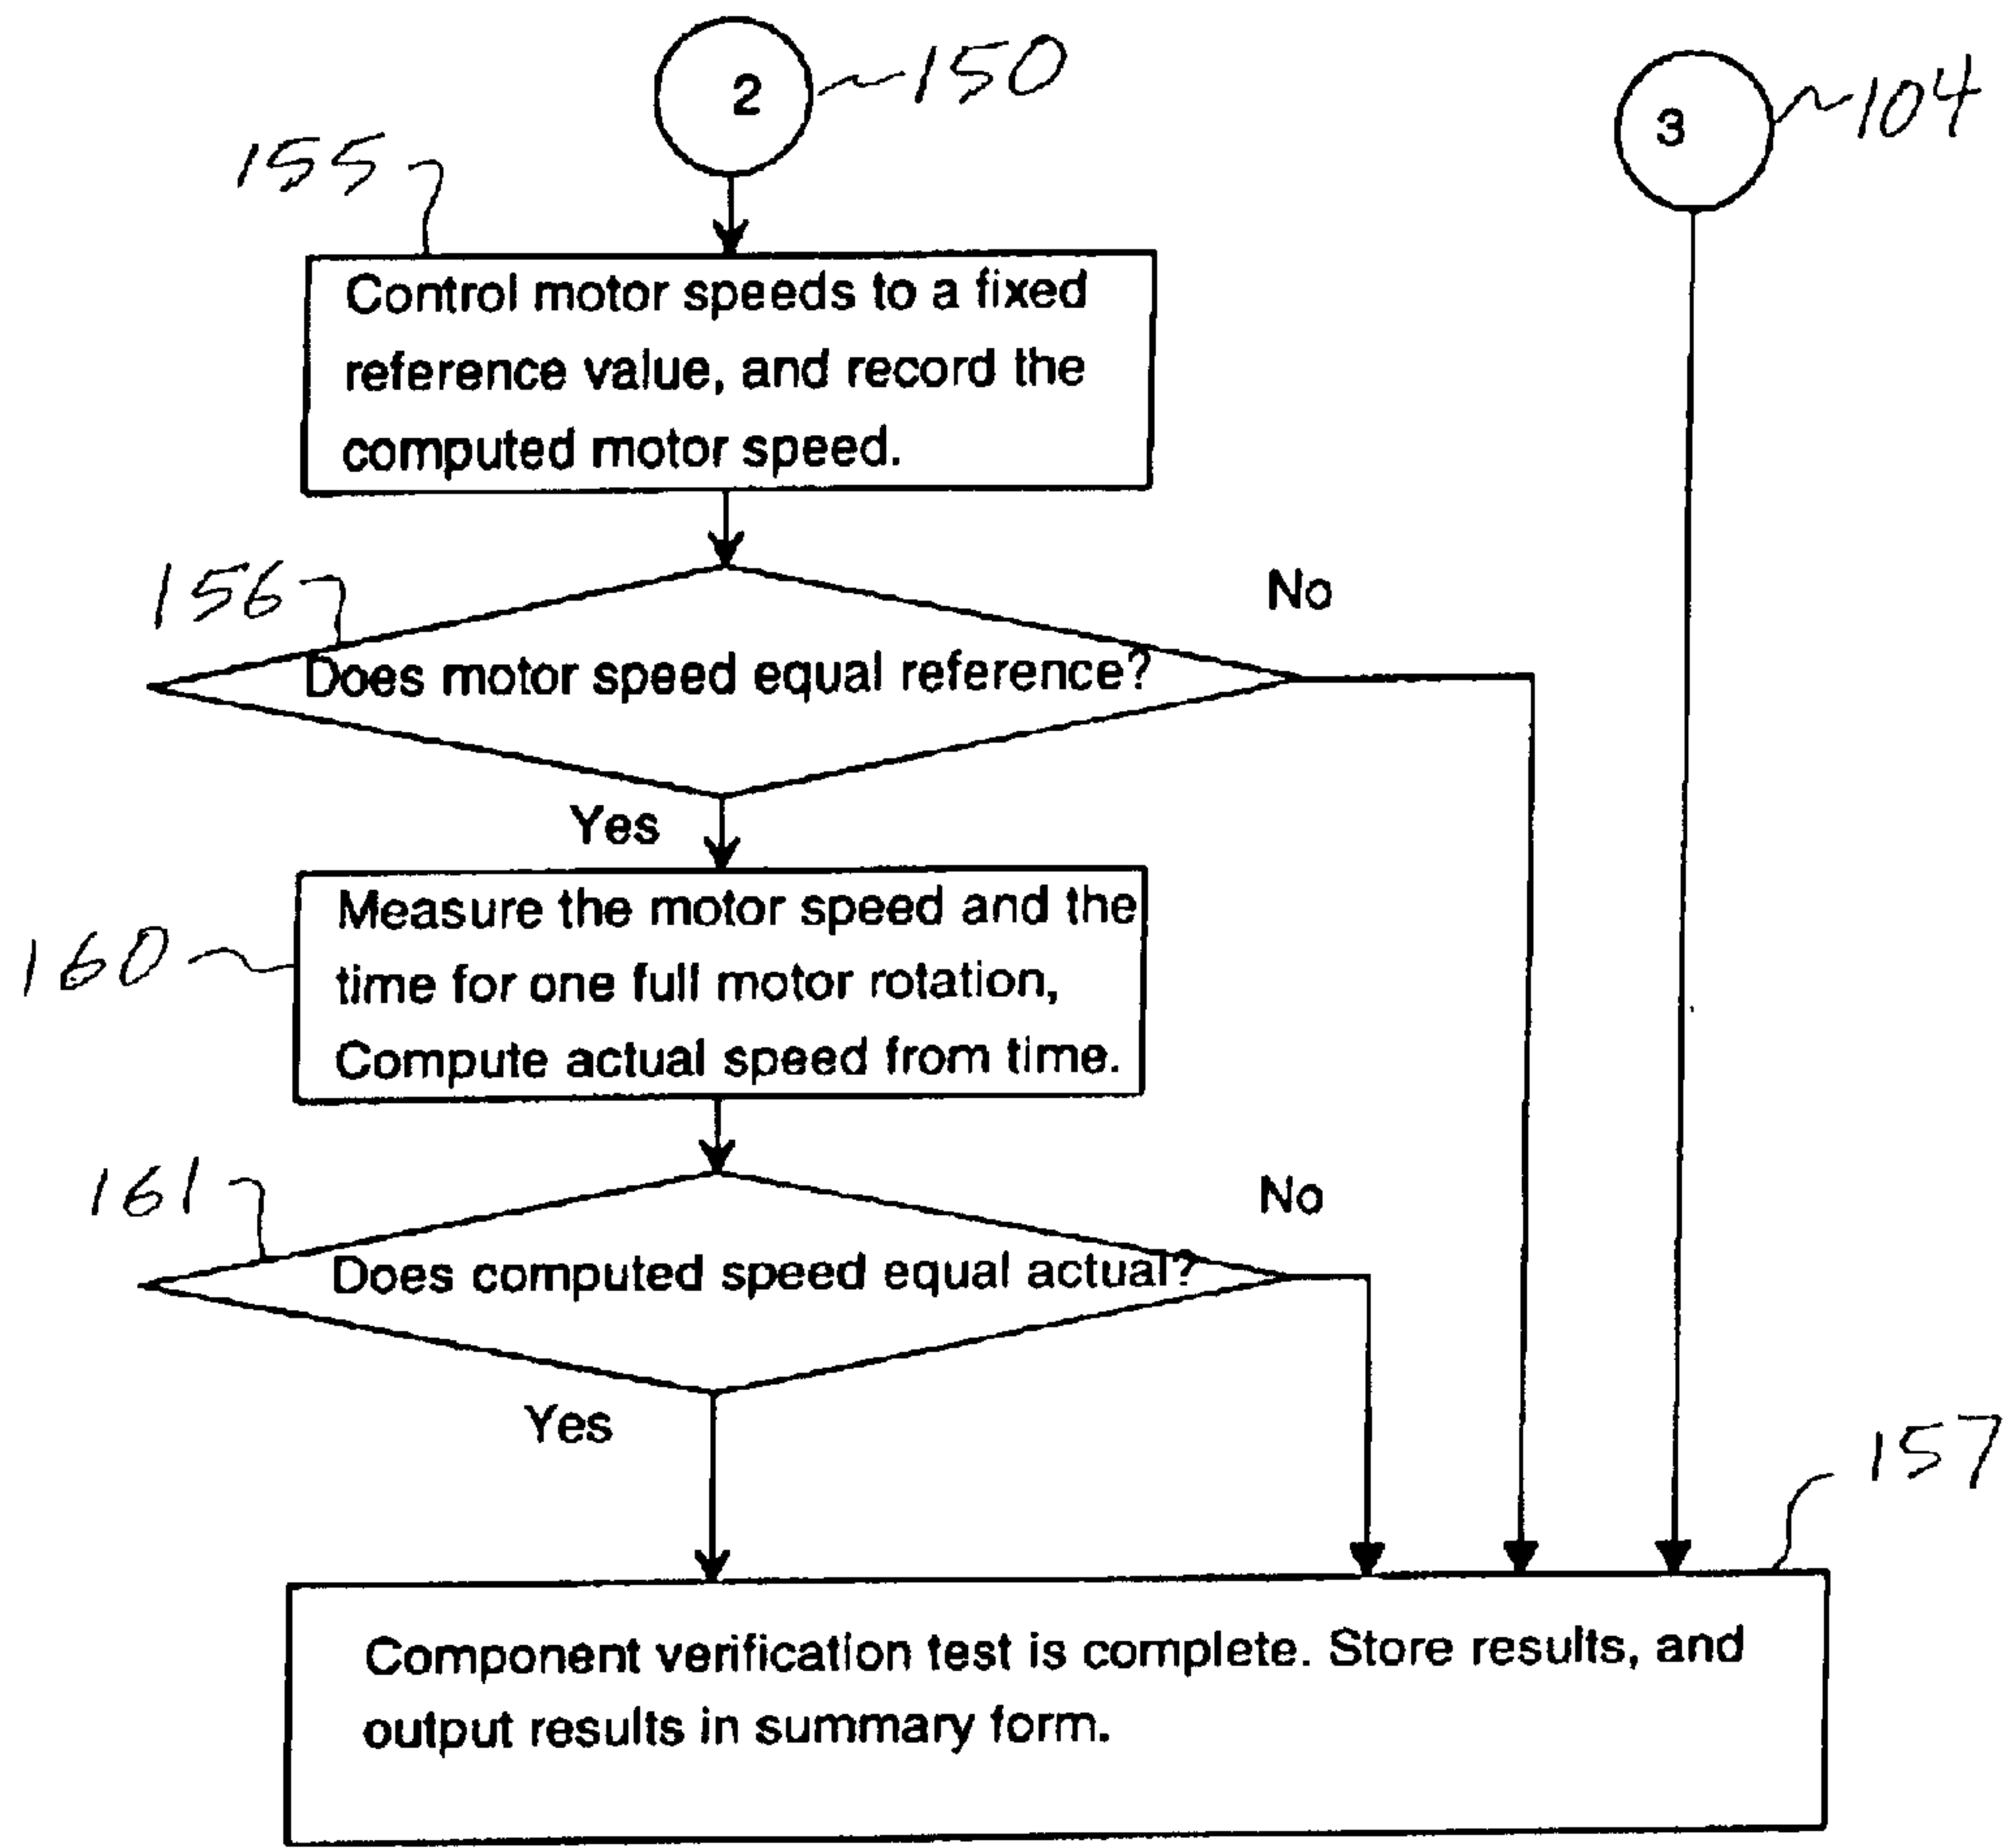 2
150
3
104
155
Control motor speeds to a fixed
reference value, and record the
computed motor speed.
156
No
Does motor speed equal reference?
Yes
160
Measure the motor speed and the
time for one full motor rotation,
Compute actual speed from time.
161
No
Does computed speed equal actual?
Yes
157
Component verification test is complete. Store results, and
output results in summary form.